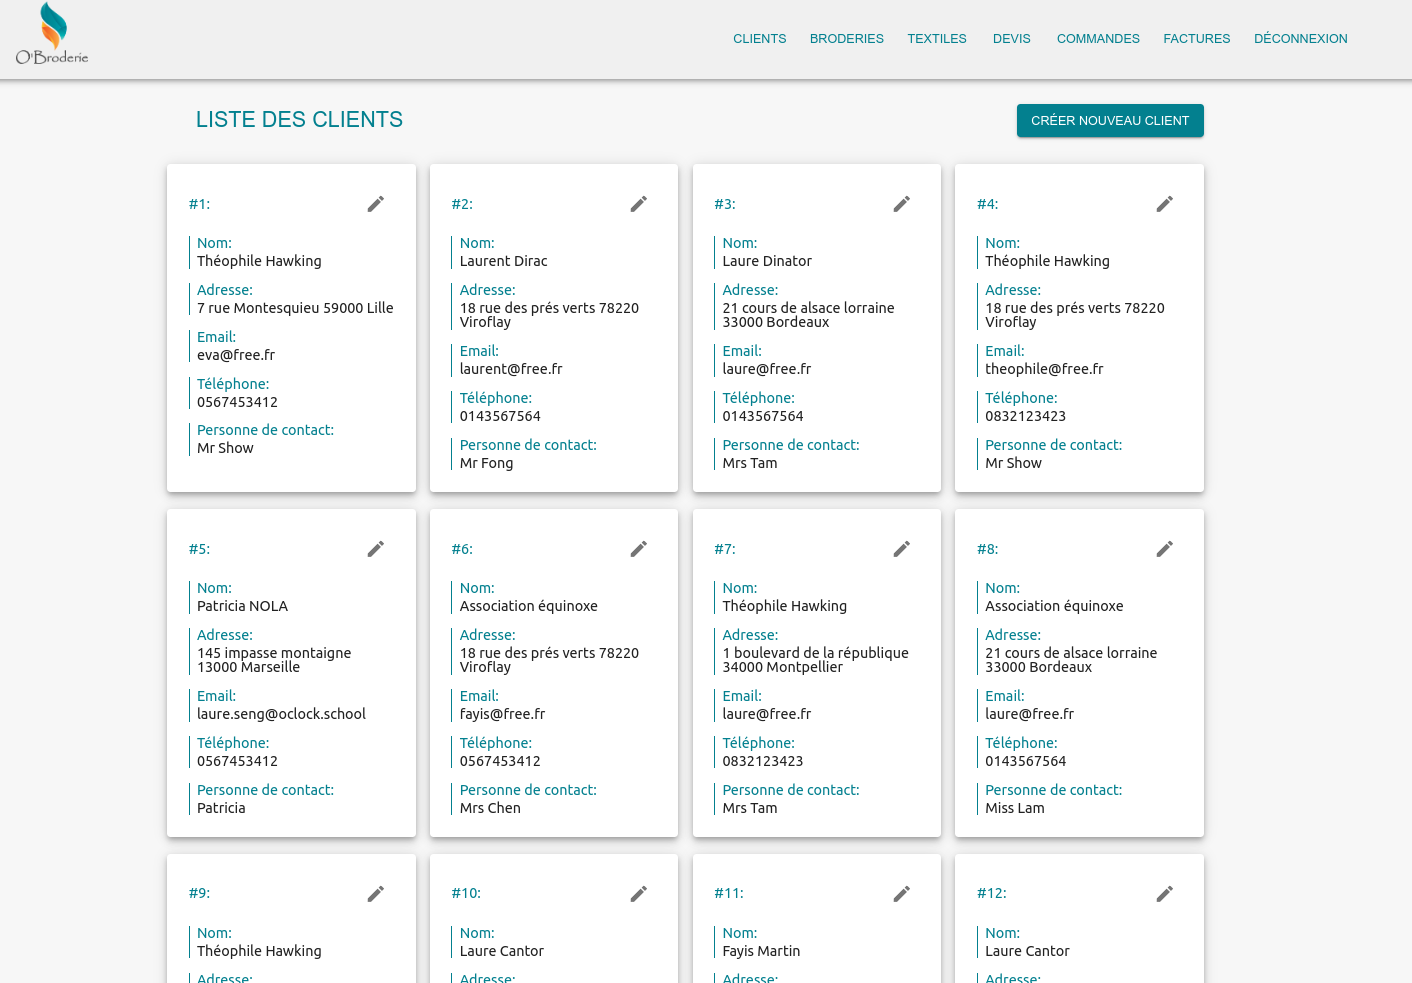 O'Broderie
CLIENTS BRODERIES TEXTILES DEVIS COMMANDES FACTURES DÉCONNEXION
LISTE DES CLIENTS
CRÉER NOUVEAU CLIENT
#1:
Nom:
Théophile Hawking
Adresse:
7 rue Montesquieu 59000 Lille
Email:
eva@free.fr
Téléphone:
0567453412
Personne de contact:
Mr Show
#2:
Nom:
Laurent Dirac
Adresse:
18 rue des prés verts 78220
Viroflay
Email:
laurent@free.fr
Téléphone:
0143567564
Personne de contact:
Mr Fong
#3:
Nom:
Laure Dinator
Adresse:
21 cours de alsace lorraine
33000 Bordeaux
Email:
laure@free.fr
Téléphone:
0143567564
Personne de contact:
Mrs Tam
#4:
Nom:
Théophile Hawking
Adresse:
18 rue des prés verts 78220
Viroflay
Email:
theophile@free.fr
Téléphone:
0832123423
Personne de contact:
Mr Show
#5:
Nom:
Patricia NOLA
Adresse:
145 impasse montaigne
13000 Marseille
Email:
laure.seng@oclock.school
Téléphone:
0567453412
Personne de contact:
Patricia
#6:
Nom:
Association équinoxe
Adresse:
18 rue des prés verts 78220
Viroflay
Email:
fayis@free.fr
Téléphone:
0567453412
Personne de contact:
Mrs Chen
#7:
Nom:
Théophile Hawking
Adresse:
1 boulevard de la république
34000 Montpellier
Email:
laure@free.fr
Téléphone:
0832123423
Personne de contact:
Mrs Tam
#8:
Nom:
Association équinoxe
Adresse:
21 cours de alsace lorraine
33000 Bordeaux
Email:
laure@free.fr
Téléphone:
0143567564
Personne de contact:
Miss Lam
#9:
Nom:
Théophile Hawking
Adresse:
#10:
Nom:
Laure Cantor
Adresse:
#11:
Nom:
Fayis Martin
Adresse:
#12:
Nom:
Laure Cantor
Adresse: